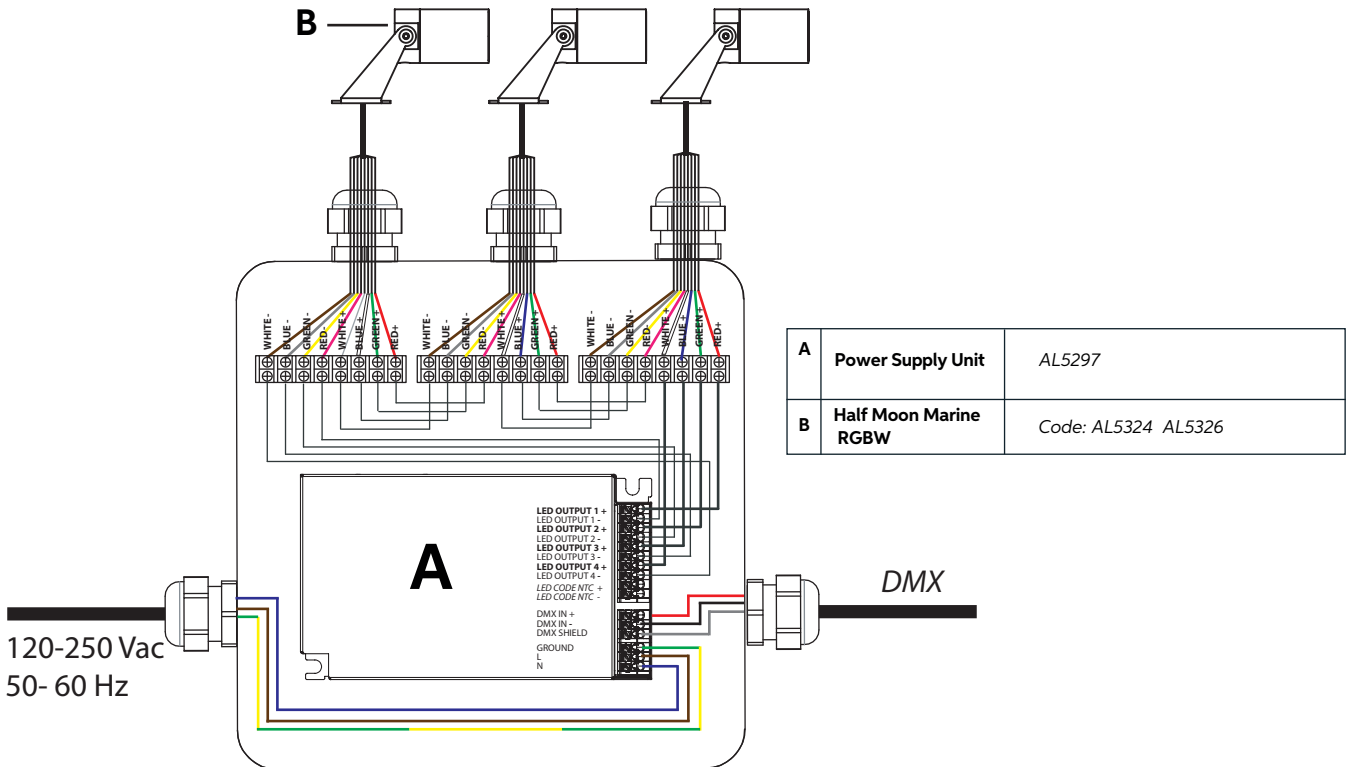 B
WHITE -
BLUE -
GREEN -
RED-
WHITE +
BLUE +
GREEN +
RED+
WHITE -
BLUE -
GREEN -
RED-
WHITE +
BLUE +
GREEN +
RED+
WHITE -
BLUE -
GREEN -
RED-
WHITE +
BLUE +
GREEN +
RED+
A Power Supply Unit AL5297
B Half Moon Marine RGBW Code: AL5324 AL5326
A
LED OUTPUT 1 +
LED OUTPUT 1 -
LED OUTPUT 2 +
LED OUTPUT 2 -
LED OUTPUT 3 +
LED OUTPUT 3 -
LED OUTPUT 4 +
LED OUTPUT 4 -
LED CODE NTC +
LED CODE NTC -
DMX IN +
DMX IN -
DMX SHIELD
GROUND
L
N
DMX
120-250 Vac
50- 60 Hz